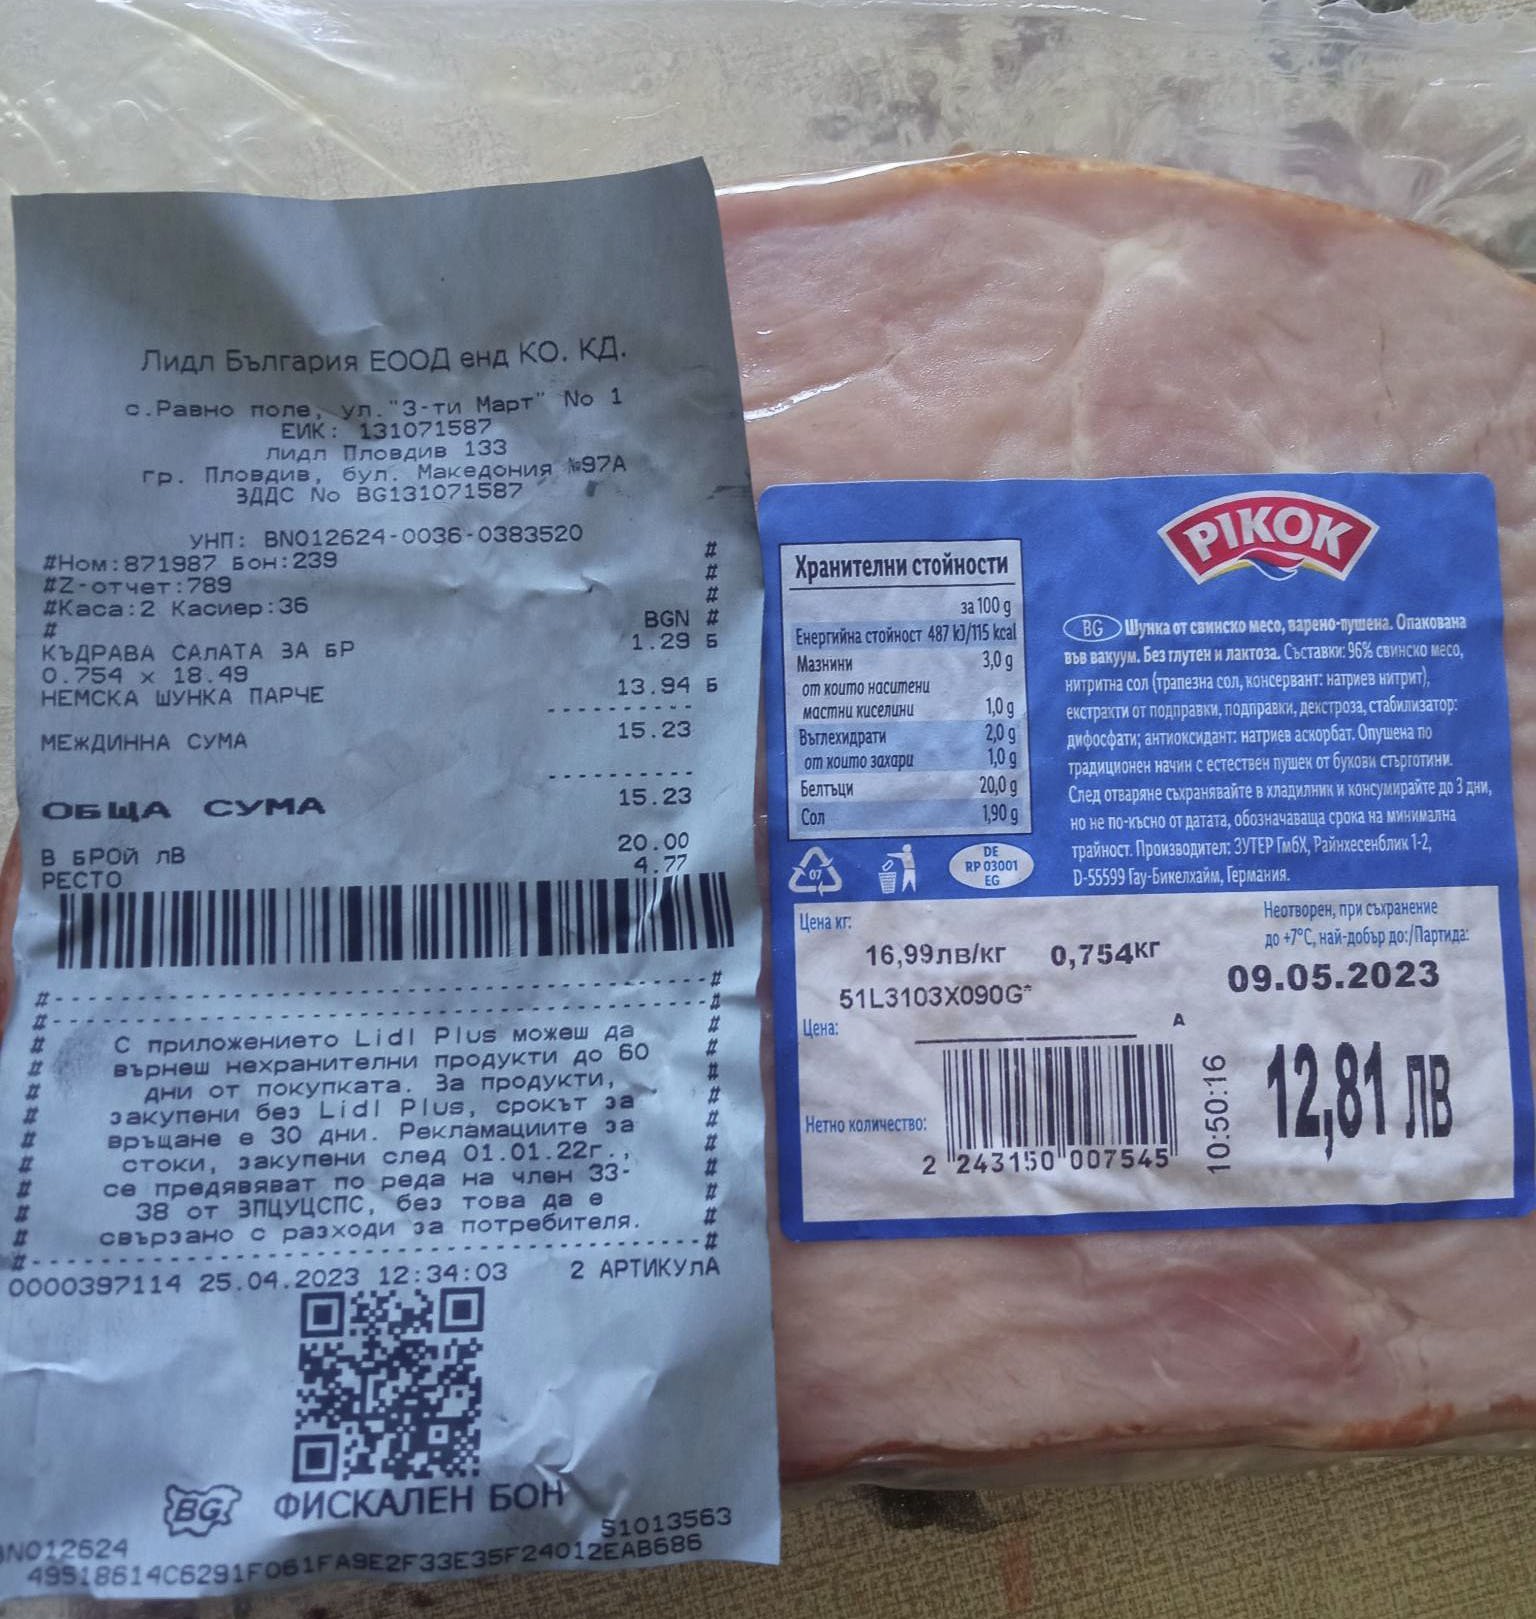 Лидл България ЕООД енд КО. КД.
с.Равно поле, ул."3-ти Март" No 1
ЕИК: 131071587
Лидл Пловдив 133
гр. Пловдив, бул. Македония №97А
ЗДДС No BG131071587
УНП: BN012624-0036-0383520
#Ном:871987 Бон:239 #
#Z-отчет:789 #
#Каса:2 Касиер:36 #
# BGN #
КЪДРАВА САЛАТА ЗА БР 1.29 Б
0.754 x 18.49
НЕМСКА ШУНКА ПАРЧЕ 13.94 Б
МЕЖДИННА СУМА 15.23
ОБЩА СУМА 15.23
В БРОЙ ЛВ 20.00
РЕСТО 4.77
С приложението Lidl Plus можеш да
върнеш нехранителни продукти до 60
дни от покупката. За продукти,
закупени без Lidl Plus, срокът за
връщане е 30 дни. Рекламациите за
стоки, закупени след 01.01.22г.,
се предявяват по реда на член 33-
38 от ЗПЦУЦСПС, без това да е
свързано с разходи за потребителя.
0000397114 25.04.2023 12:34:03 2 АРТИКУЛА
BG ФИСКАЛЕН БОН
BN012624 51013563
49518614C6291F061FA9E2F33E35F24012EAB686
PIKOK
Хранителни стойности
за 100 g
Енергийна стойност 487 kJ/115 kcal
Мазнини 3,0 g
от които наситени
мастни киселини 1,0 g
Въглехидрати 2,0 g
от които захари 1,0 g
Белтъци 20,0 g
Сол 1,90 g
07
DE
RP 03001
EG
BG Шунка от свинско месо, варено-пушена. Опакована
във вакуум. Без глутен и лактоза. Съставки: 96% свинско месо,
нитритна сол (трапезна сол, консервант: натриев нитрит),
екстракти от подправки, подправки, декстроза, стабилизатор:
дифосфати; антиоксидант: натриев аскорбат. Опушена по
традиционен начин с естествен пушек от букови стърготини.
След отваряне съхранявайте в хладилник и консумирайте до 3 дни,
но не по-късно от датата, обозначаваща срока на минимална
трайност. Производител: ЗУТЕР ГмбХ, Райнхесенблик 1-2,
D-55599 Гау-Бикелхайм, Германия.
Цена кг:
16,99лв/кг 0,754кг
51L3103X090G*
Неотворен, при съхранение
до +7°C, най-добър до:/Партида:
09.05.2023
Цена:
A
12,81 ЛВ
10:50:16
Нетно количество:
2 243150 007545